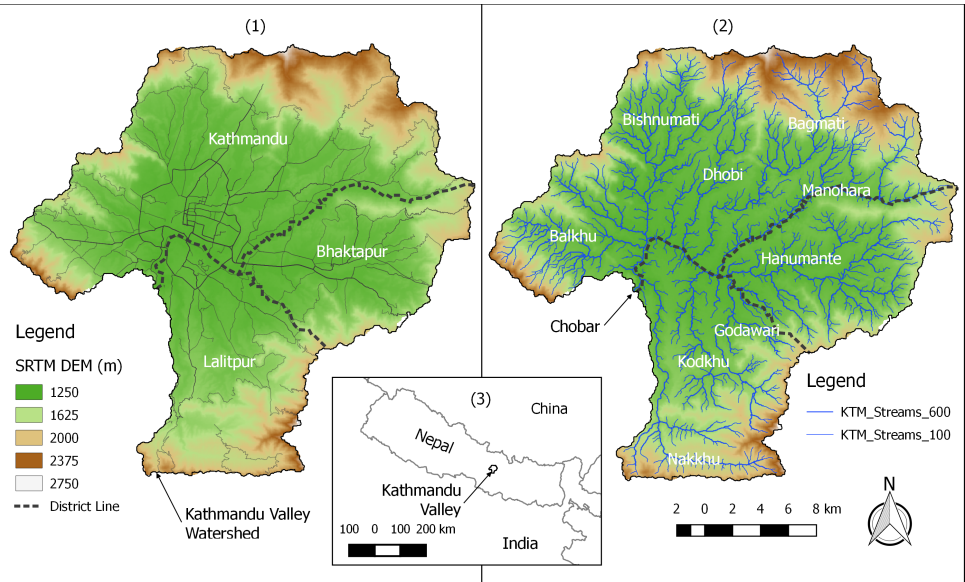 (1)
Kathmandu
Bhaktapur
Lalitpur
Legend
SRTM DEM (m)
1250
1625
2000
2375
2750
District Line
Kathmandu Valley
Watershed
(2)
Bishnumati
Bagmati
Dhobi
Manohara
Balkhu
Hanumante
Chobar
Godawari
Kodkhu
Nakkhu
Legend
KTM_Streams_600
KTM_Streams_100
N
2 0 2 4 6 8 km
(3)
China
Nepal
Kathmandu
Valley
100 0 100 200 km
India